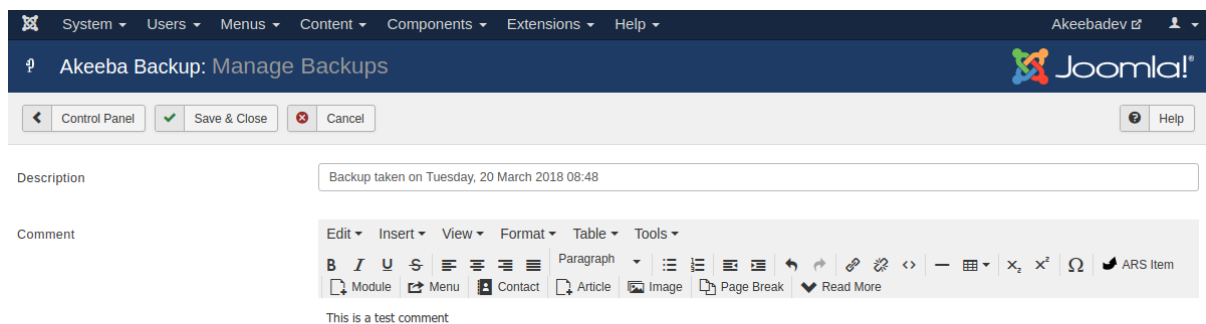 System Users Menus Content Components Extensions Help Akeebadev
Akeeba Backup: Manage Backups Joomla!®
Control Panel Save & Close Cancel Help
Description Backup taken on Tuesday, 20 March 2018 08:48
Comment Edit Insert View Format Table Tools
B I U S Paragraph x₂ x² Ω ARS Item
Module Menu Contact Article Image Page Break Read More
This is a test comment